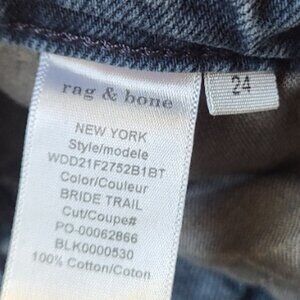 rag & bone
24
NEW YORK
Style/modele
WDD21F2752B1BT
Color/Couleur
BRIDE TRAIL
Cut/Coupe#
PO-00062866
BLK0000530
100% Cotton/Coton